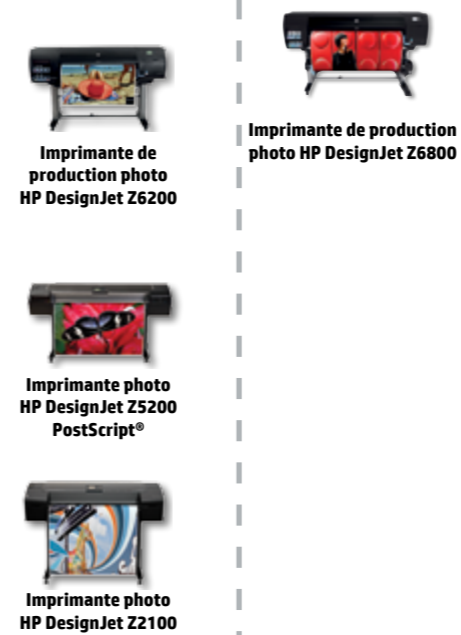 Imprimante de
production photo
HP DesignJet Z6200
Imprimante de production
photo HP DesignJet Z6800
Imprimante photo
HP DesignJet Z5200
PostScript®
Imprimante photo
HP DesignJet Z2100